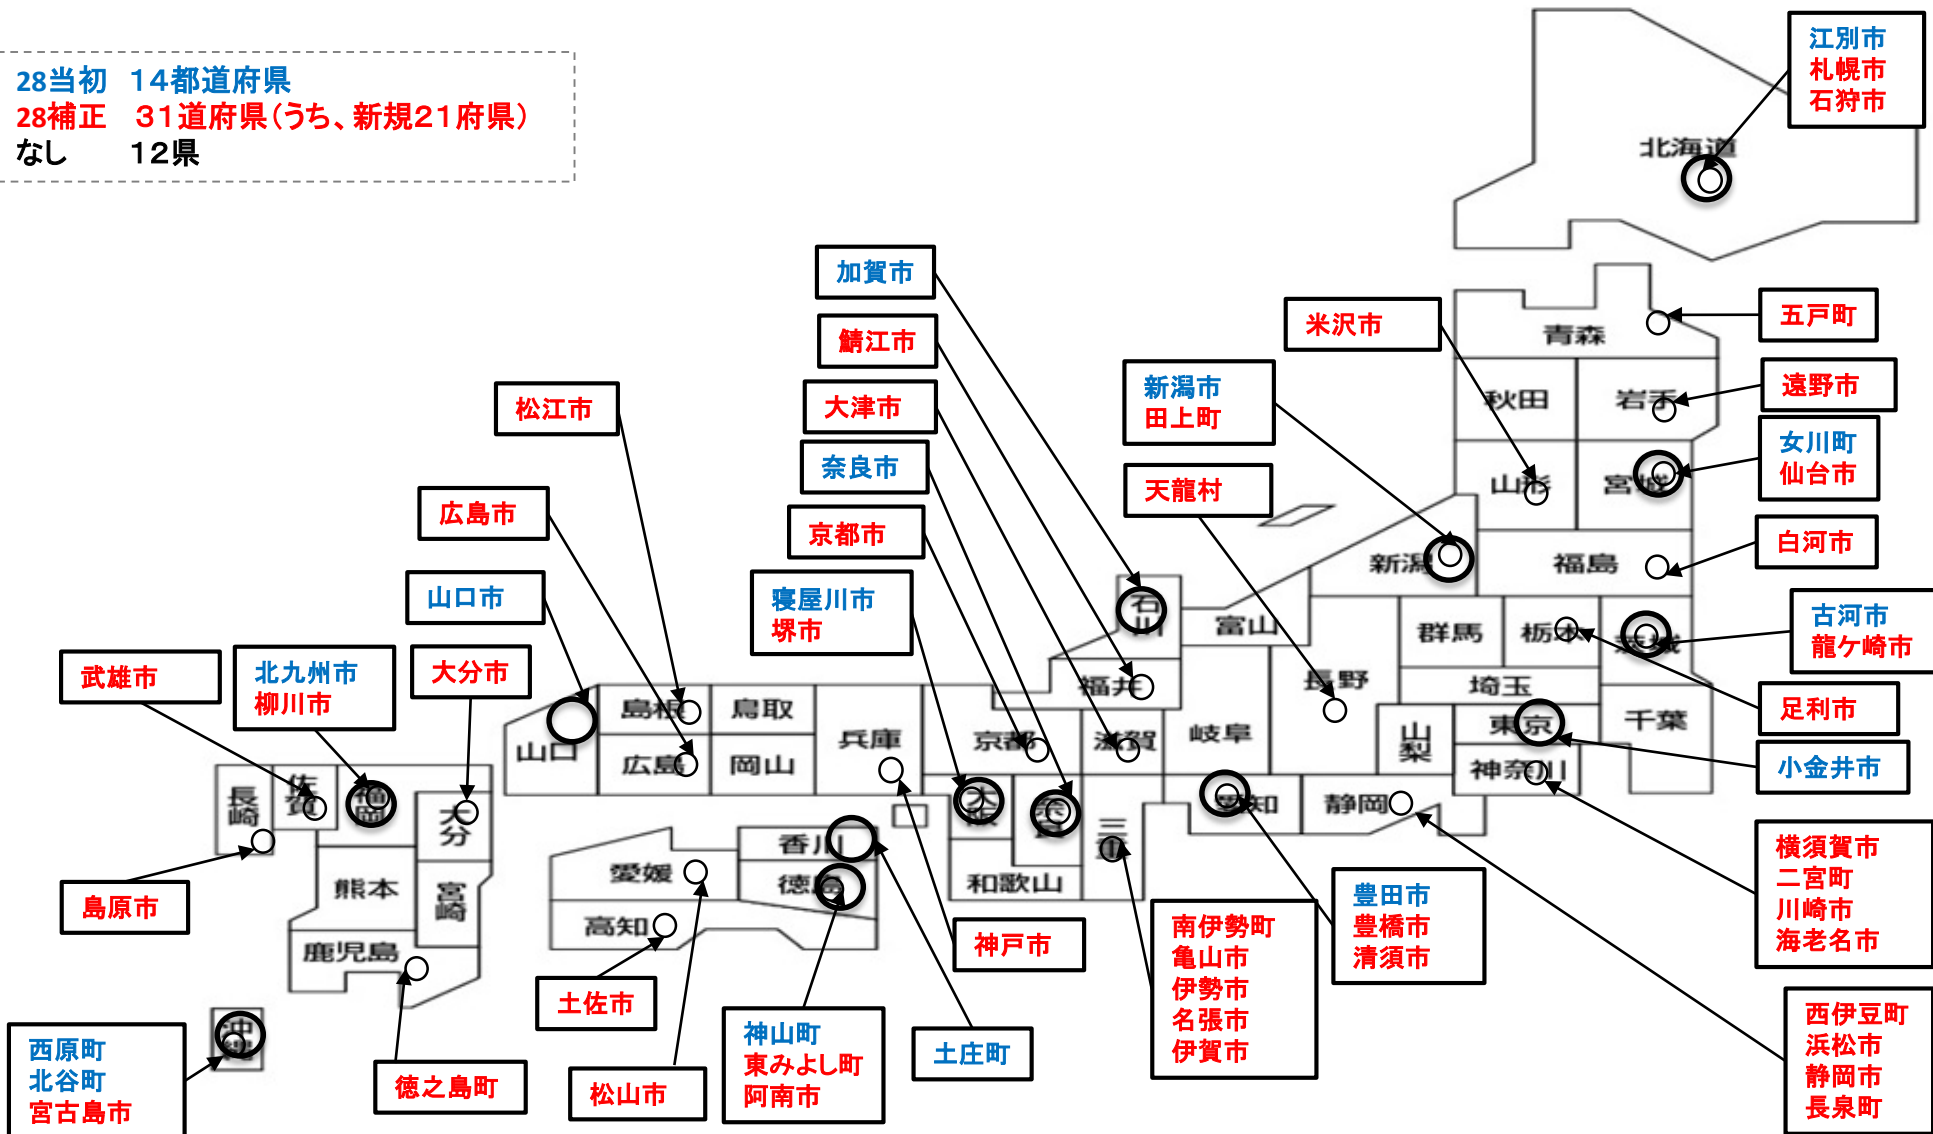 28当初 14都道府県
28補正 31道府県(うち、新規21府県)
なし 12県
江別市
札幌市
石狩市
北海道
加賀市
鯖江市
大津市
奈良市
京都市
寝屋川市
堺市
松江市
広島市
山口市
大分市
北九州市
柳川市
武雄市
島原市
新潟市
田上町
天龍村
米沢市
五戸町
遠野市
女川町
仙台市
白河市
古河市
龍ケ崎市
足利市
小金井市
横須賀市
二宮町
川崎市
海老名市
西伊豆町
浜松市
静岡市
長泉町
豊田市
豊橋市
清須市
南伊勢町
亀山市
伊勢市
名張市
伊賀市
神戸市
土庄町
神山町
東みよし町
阿南市
松山市
土佐市
徳之島町
西原町
北谷町
宮古島市
青森
秋田
岩手
山形
宮城
福島
新潟
富山
石川
福井
群馬
栃木
茨城
埼玉
千葉
東京
神奈川
山梨
長野
岐阜
静岡
愛知
三重
滋賀
京都
大阪
奈良
和歌山
兵庫
鳥取
島根
岡山
広島
山口
香川
徳島
愛媛
高知
福岡
佐賀
長崎
大分
熊本
宮崎
鹿児島
沖縄